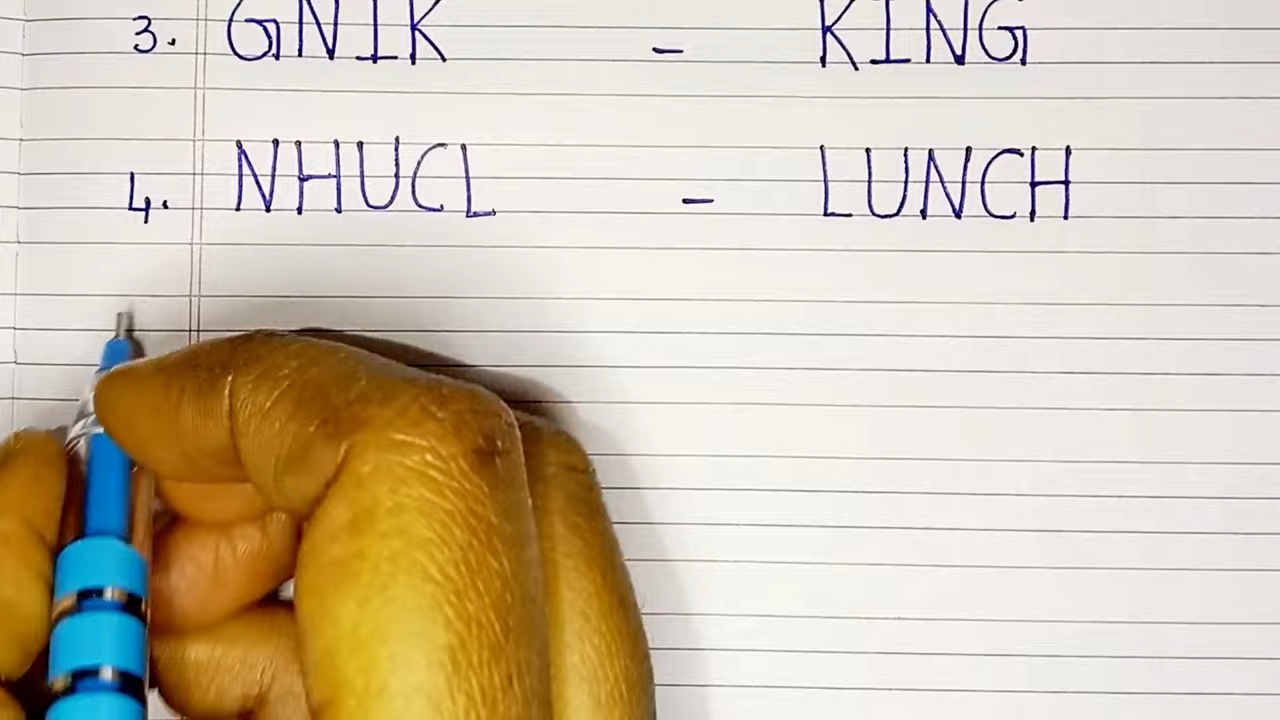 3. GNIK - KING
4. NHUCL - LUNCH